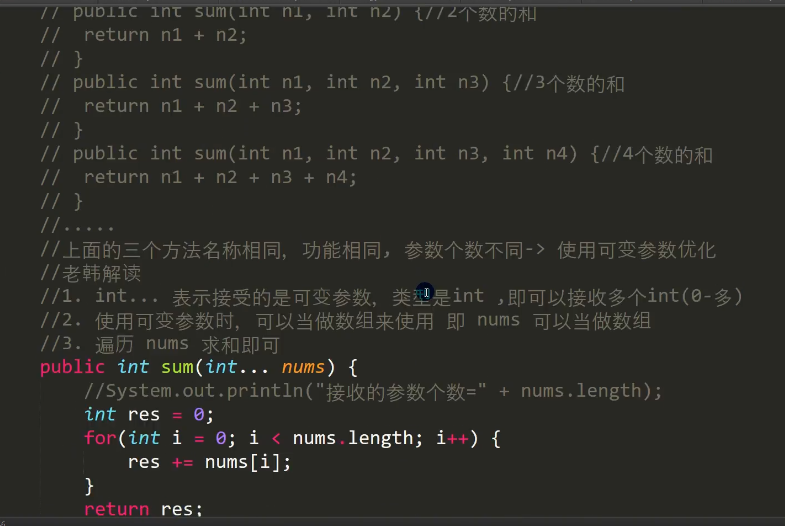 // public int sum(int n1, int n2) {//2个数的和
//  return n1 + n2;
// }
// public int sum(int n1, int n2, int n3) {//3个数的和
//  return n1 + n2 + n3;
// }
// public int sum(int n1, int n2, int n3, int n4) {//4个数的和
//  return n1 + n2 + n3 + n4;
// }
//.....
//上面的三个方法名称相同, 功能相同, 参数个数不同-> 使用可变参数优化
//老韩解读
//1. int... 表示接受的是可变参数, 类型是int ,即可以接收多个int(0-多)
//2. 使用可变参数时, 可以当做数组来使用 即 nums 可以当做数组
//3. 遍历 nums 求和即可
public int sum(int... nums) {
    //System.out.println("接收的参数个数=" + nums.length);
    int res = 0;
    for(int i = 0; i < nums.length; i++) {
        res += nums[i];
    }
    return res;